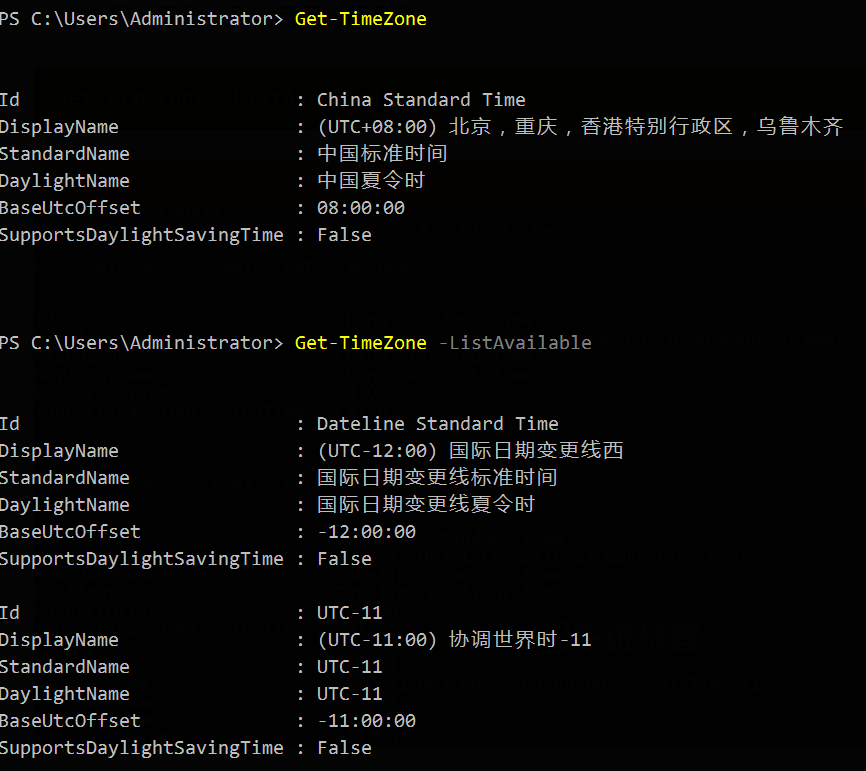 PS C:\Users\Administrator> Get-TimeZone
Id : China Standard Time
DisplayName : (UTC+08:00) 北京，重庆，香港特别行政区，乌鲁木齐
StandardName : 中国标准时间
DaylightName : 中国夏令时
BaseUtcOffset : 08:00:00
SupportsDaylightSavingTime : False
PS C:\Users\Administrator> Get-TimeZone -ListAvailable
Id : Dateline Standard Time
DisplayName : (UTC-12:00) 国际日期变更线西
StandardName : 国际日期变更线标准时间
DaylightName : 国际日期变更线夏令时
BaseUtcOffset : -12:00:00
SupportsDaylightSavingTime : False
Id : UTC-11
DisplayName : (UTC-11:00) 协调世界时-11
StandardName : UTC-11
DaylightName : UTC-11
BaseUtcOffset : -11:00:00
SupportsDaylightSavingTime : False